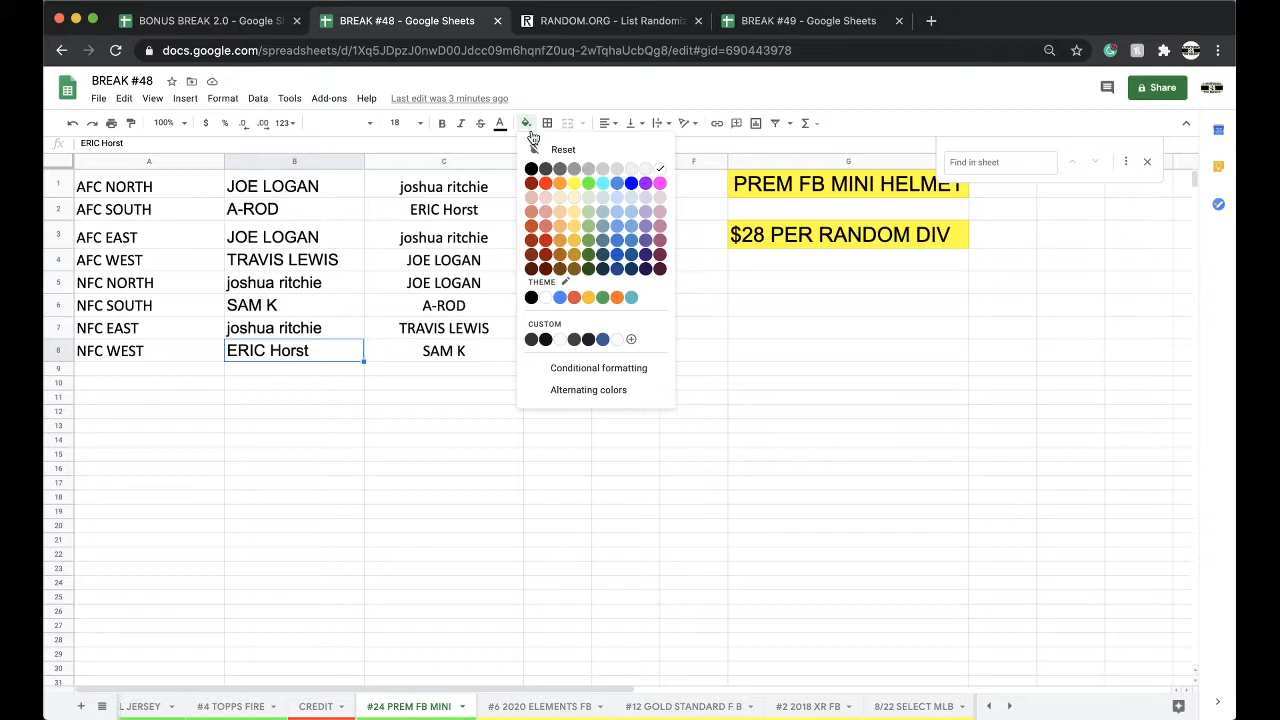 BONUS BREAK 2.0 - Google S
BREAK #48 - Google Sheets
RANDOM.ORG - List Randomiz
BREAK #49 - Google Sheets
docs.google.com/spreadsheets/d/1Xq5JDpzJ0nwD00Jdcc09m6hqnfZ0uq-2wTqhaUcbQg8/edit#gid=690443978
BREAK #48
File Edit View Insert Format Data Tools Add-ons Help Last edit was 3 minutes ago
Share
100% $ % .0 .00 123 18 B I S A
fx ERIC Horst
Find in sheet
Reset
A B C F G
1 AFC NORTH JOE LOGAN joshua ritchie PREM FB MINI HELMET
2 AFC SOUTH A-ROD ERIC Horst
3 AFC EAST JOE LOGAN joshua ritchie $28 PER RANDOM DIV
4 AFC WEST TRAVIS LEWIS JOE LOGAN
5 NFC NORTH joshua ritchie JOE LOGAN
6 NFC SOUTH SAM K A-ROD
7 NFC EAST joshua ritchie TRAVIS LEWIS
8 NFC WEST ERIC Horst SAM K
THEME
CUSTOM
Conditional formatting
Alternating colors
9
10
11
12
13
14
15
16
17
18
19
20
21
22
23
24
25
26
27
28
29
30
31
L JERSEY #4 TOPPS FIRE CREDIT #24 PREM FB MINI #6 2020 ELEMENTS FB #12 GOLD STANDARD F B #2 2018 XR FB 8/22 SELECT MLB